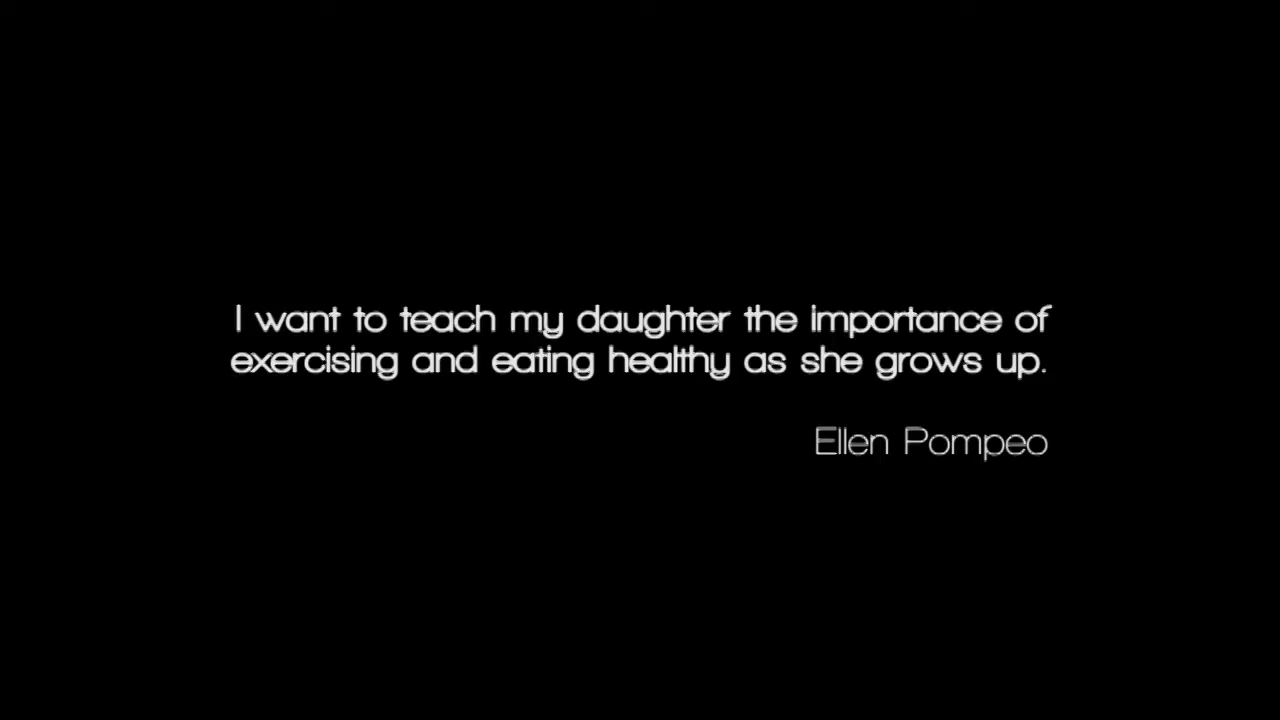 I want to teach my daughter the importance of
exercising and eating healthy as she grows up.
Ellen Pompeo